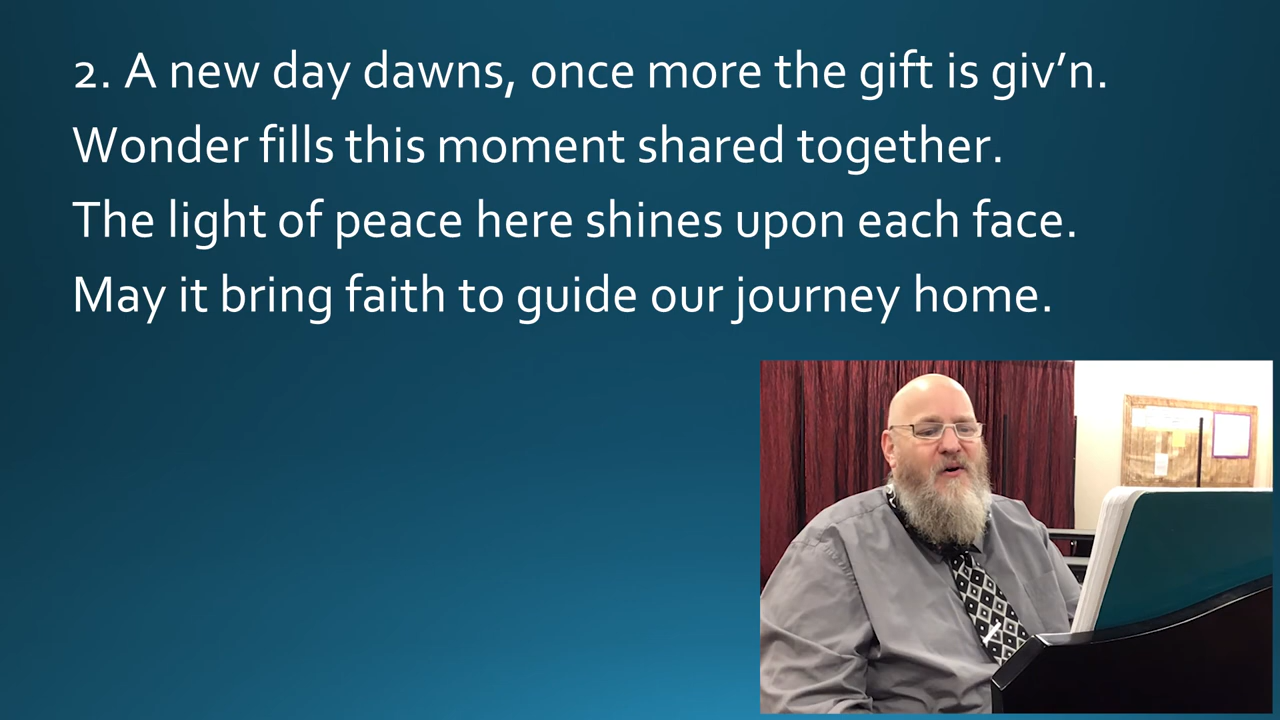 2. A new day dawns, once more the gift is giv’n.
Wonder fills this moment shared together.
The light of peace here shines upon each face.
May it bring faith to guide our journey home.